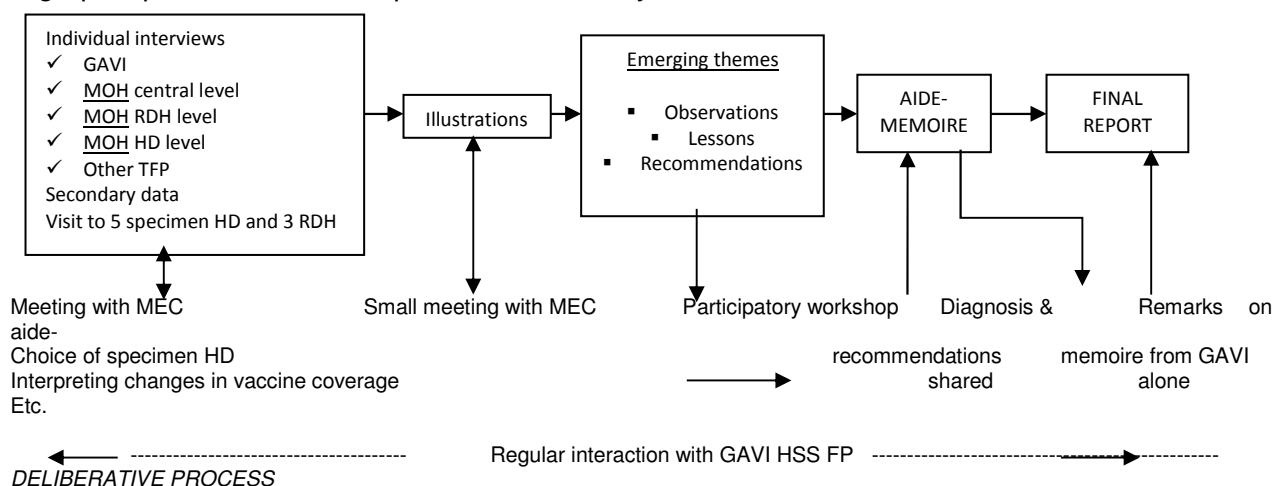 Individual interviews
✓ GAVI
✓ MOH central level
✓ MOH RDH level
✓ MOH HD level
✓ Other TFP
Secondary data
Visit to 5 specimen HD and 3 RDH
Illustrations
Emerging themes
▪ Observations
▪ Lessons
▪ Recommendations
AIDE-
MEMOIRE
FINAL
REPORT
Meeting with MEC Small meeting with MEC Participatory workshop Diagnosis & Remarks on
aide-
Choice of specimen HD recommendations memoire from GAVI
Interpreting changes in vaccine coverage shared alone
Etc.
Regular interaction with GAVI HSS FP
DELIBERATIVE PROCESS